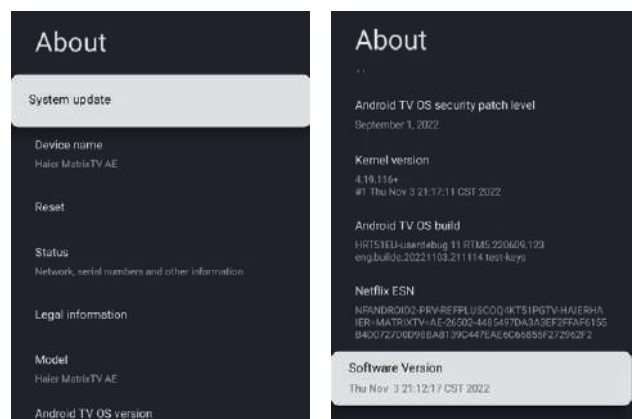 About
System update
Device name
Haier MatrixTV AE
Reset
Status
Network, serial numbers and other information
Legal information
Model
Haier MatrixTV AE
Android TV OS version
About
Android TV OS security patch level
September 1, 2022
Kernel version
4.19.116+
#1 Thu Nov 3 21:17:11 CST 2022
Android TV OS build
HRT51EU-userdebug 11 RTM5.220609.123
eng.builde.20221103.211114 test-keys
Netflix ESN
Software Version
Thu Nov 3 21:12:17 CST 2022